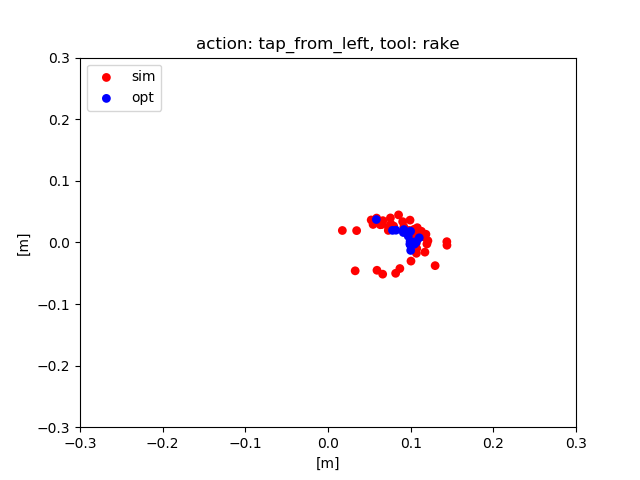 action: tap_from_left, tool: rake
sim
opt
0.3
0.2
0.1
0.0
−0.1
−0.2
−0.3
[m]
−0.3 −0.2 −0.1 0.0 0.1 0.2 0.3
[m]